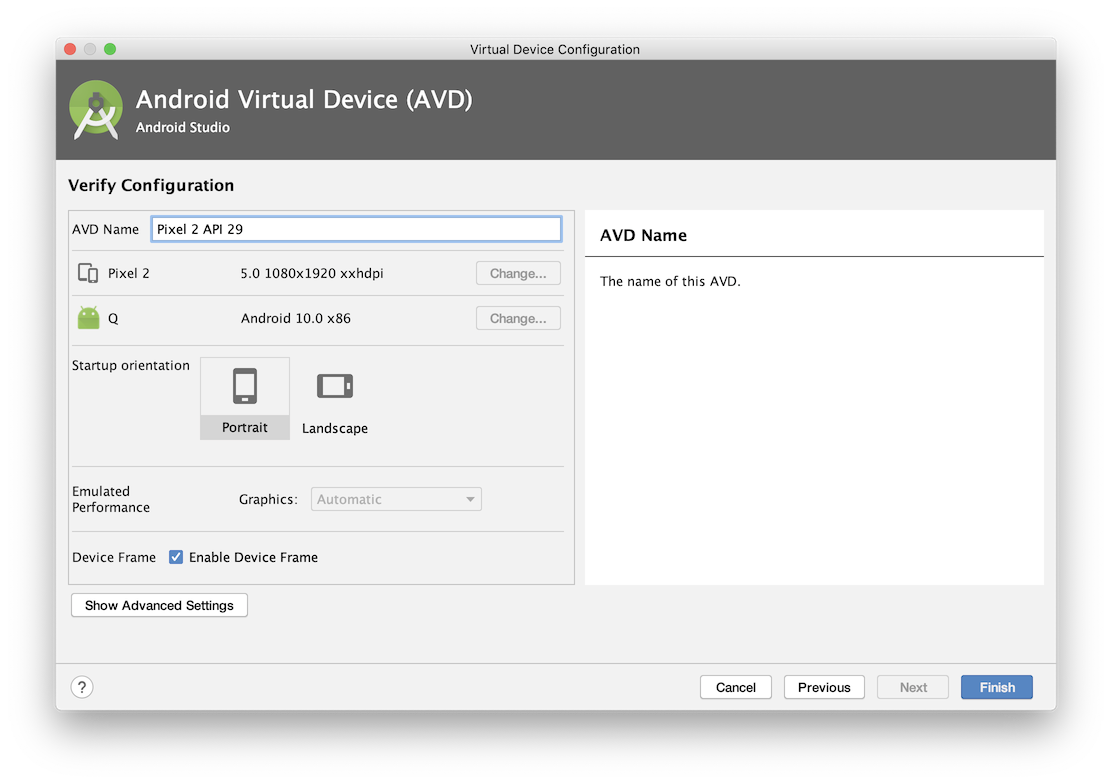 Virtual Device Configuration
Android Virtual Device (AVD)
Android Studio
Verify Configuration
AVD Name Pixel 2 API 29
Pixel 2 5.0 1080x1920 xxhdpi Change...
Q Android 10.0 x86 Change...
Startup orientation
Portrait Landscape
Emulated
Performance
Graphics: Automatic
Device Frame Enable Device Frame
Show Advanced Settings
AVD Name
The name of this AVD.
? Cancel Previous Next Finish